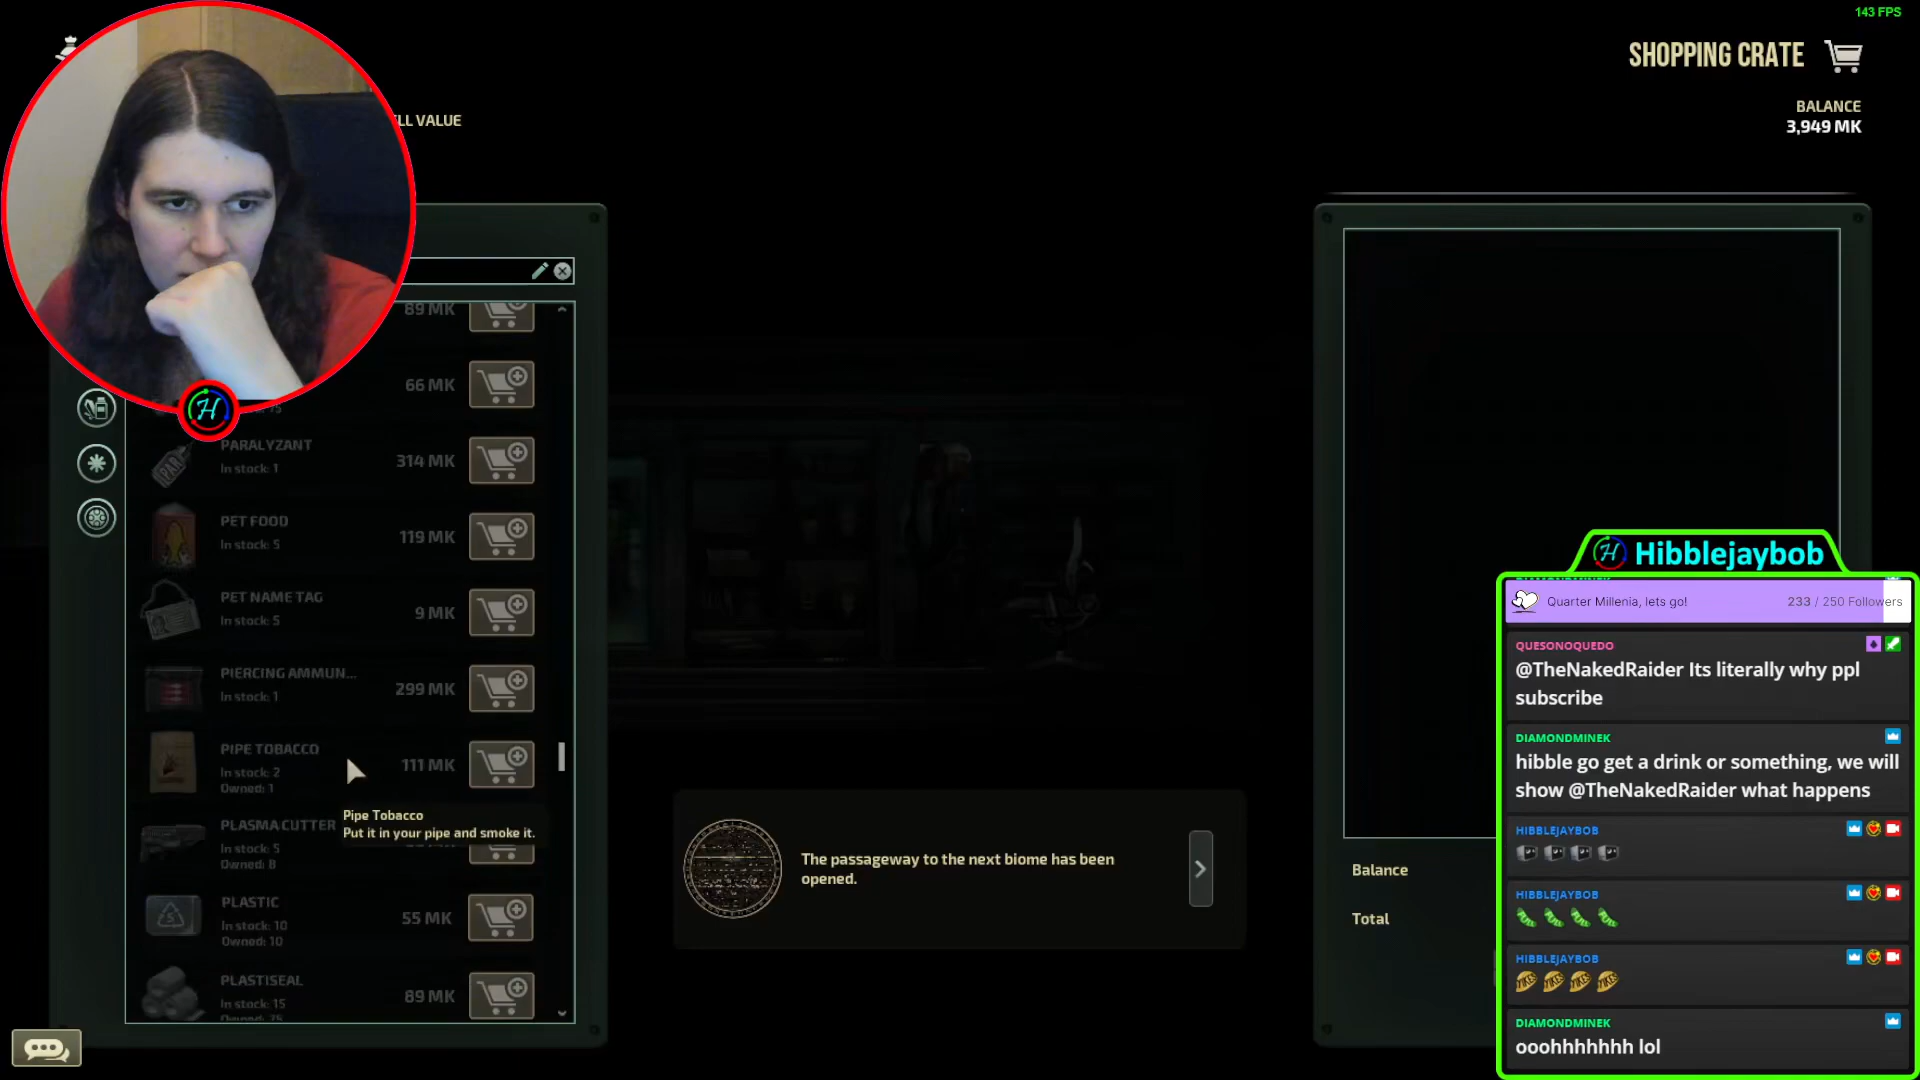 143 FPS
SHOPPING CRATE
BALANCE
3,949 MK
LL VALUE
89 MK
66 MK
PARALYZANT
In stock: 1
314 MK
PET FOOD
In stock: 5
119 MK
PET NAME TAG
In stock: 5
9 MK
PIERCING AMMUN...
In stock: 1
299 MK
PIPE TOBACCO
In stock: 2
Owned: 1
111 MK
Pipe Tobacco
Put it in your pipe and smoke it.
PLASMA CUTTER
In stock: 5
Owned: 8
PLASTIC
In stock: 10
Owned: 10
55 MK
PLASTISEAL
In stock: 15
89 MK
The passageway to the next biome has been
opened.
Balance
Total
H Hibblejaybob
Quarter Millenia, lets go!
233 / 250 Followers
QUESONOQUEDO
@TheNakedRaider Its literally why ppl
subscribe
DIAMONDMINEK
hibble go get a drink or something, we will
show @TheNakedRaider what happens
HIBBLEJAYBOB
HIBBLEJAYBOB
HIBBLEJAYBOB
DIAMONDMINEK
ooohhhhhhh lol